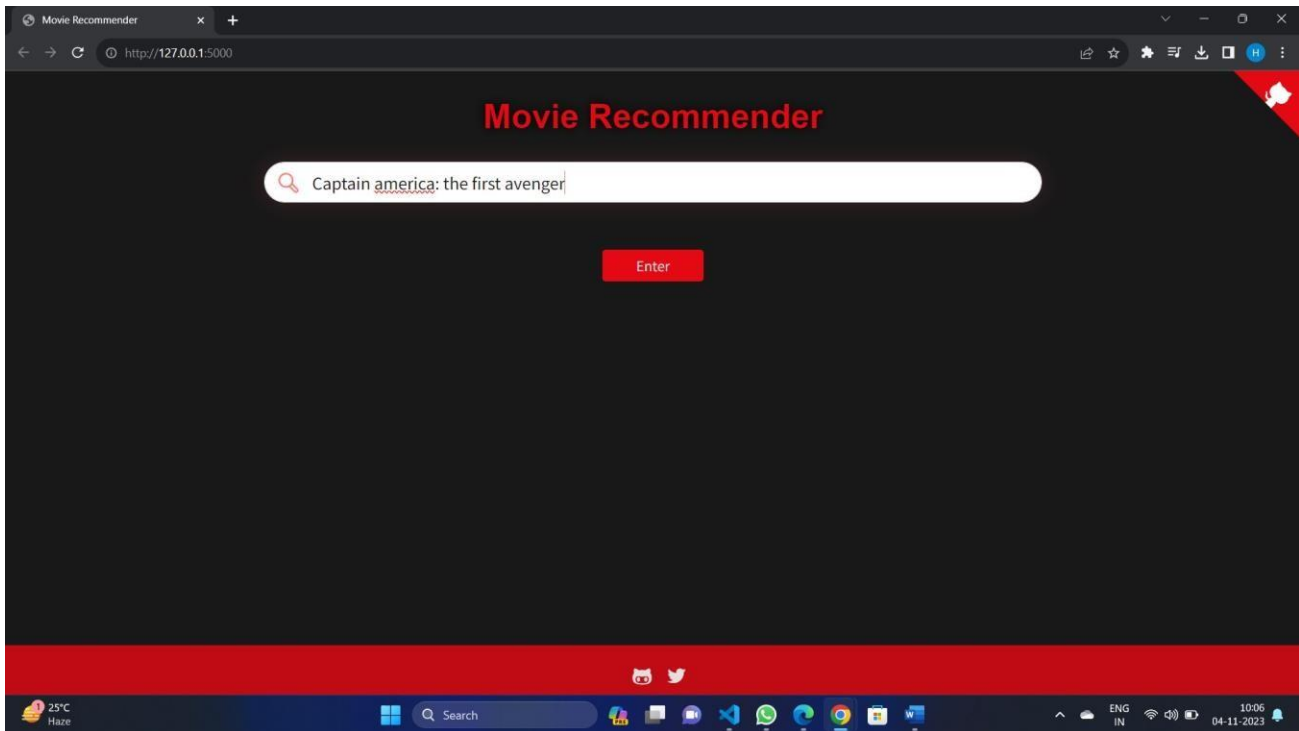 Movie Recommender
http://127.0.0.1:5000
H
Movie Recommender
Captain america: the first avenger
Enter
1
25°C
Haze
Search
ENG
IN
10:06
04-11-2023